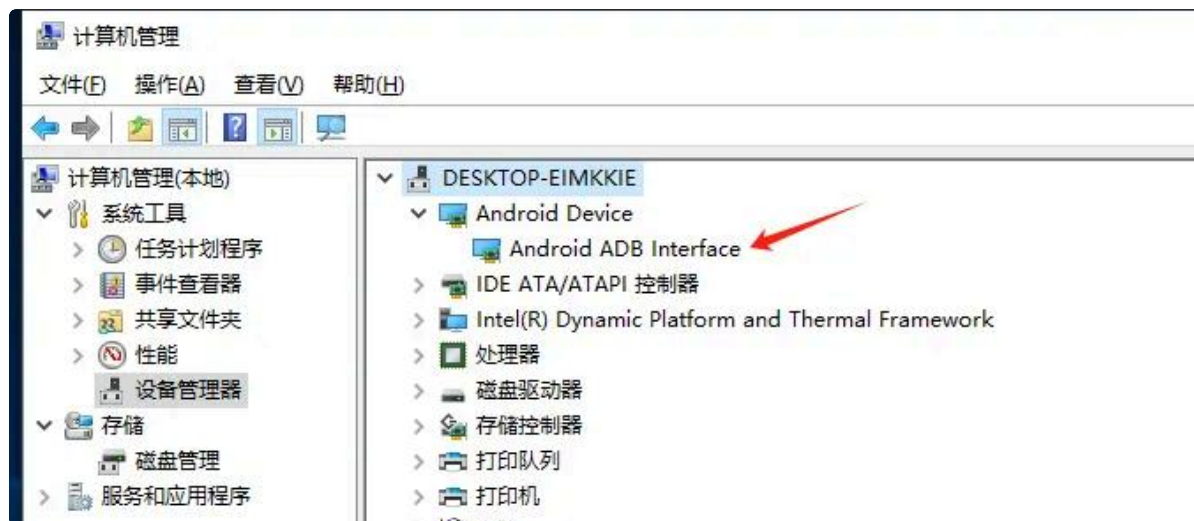 计算机管理
文件(F) 操作(A) 查看(V) 帮助(H)
计算机管理(本地)
系统工具
任务计划程序
事件查看器
共享文件夹
性能
设备管理器
存储
磁盘管理
服务和应用程序
DESKTOP-EIMKKIE
Android Device
Android ADB Interface
IDE ATA/ATAPI 控制器
Intel(R) Dynamic Platform and Thermal Framework
处理器
磁盘驱动器
存储控制器
打印队列
打印机